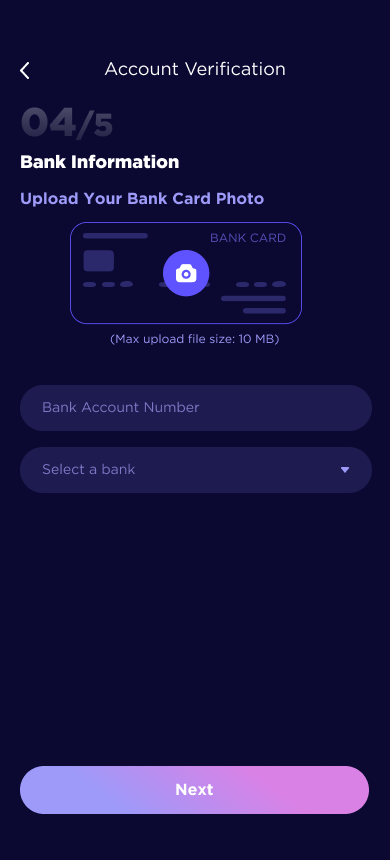 Account Verification
04/5
Bank Information
Upload Your Bank Card Photo
BANK CARD
(Max upload file size: 10 MB)
Bank Account Number
Select a bank
Next